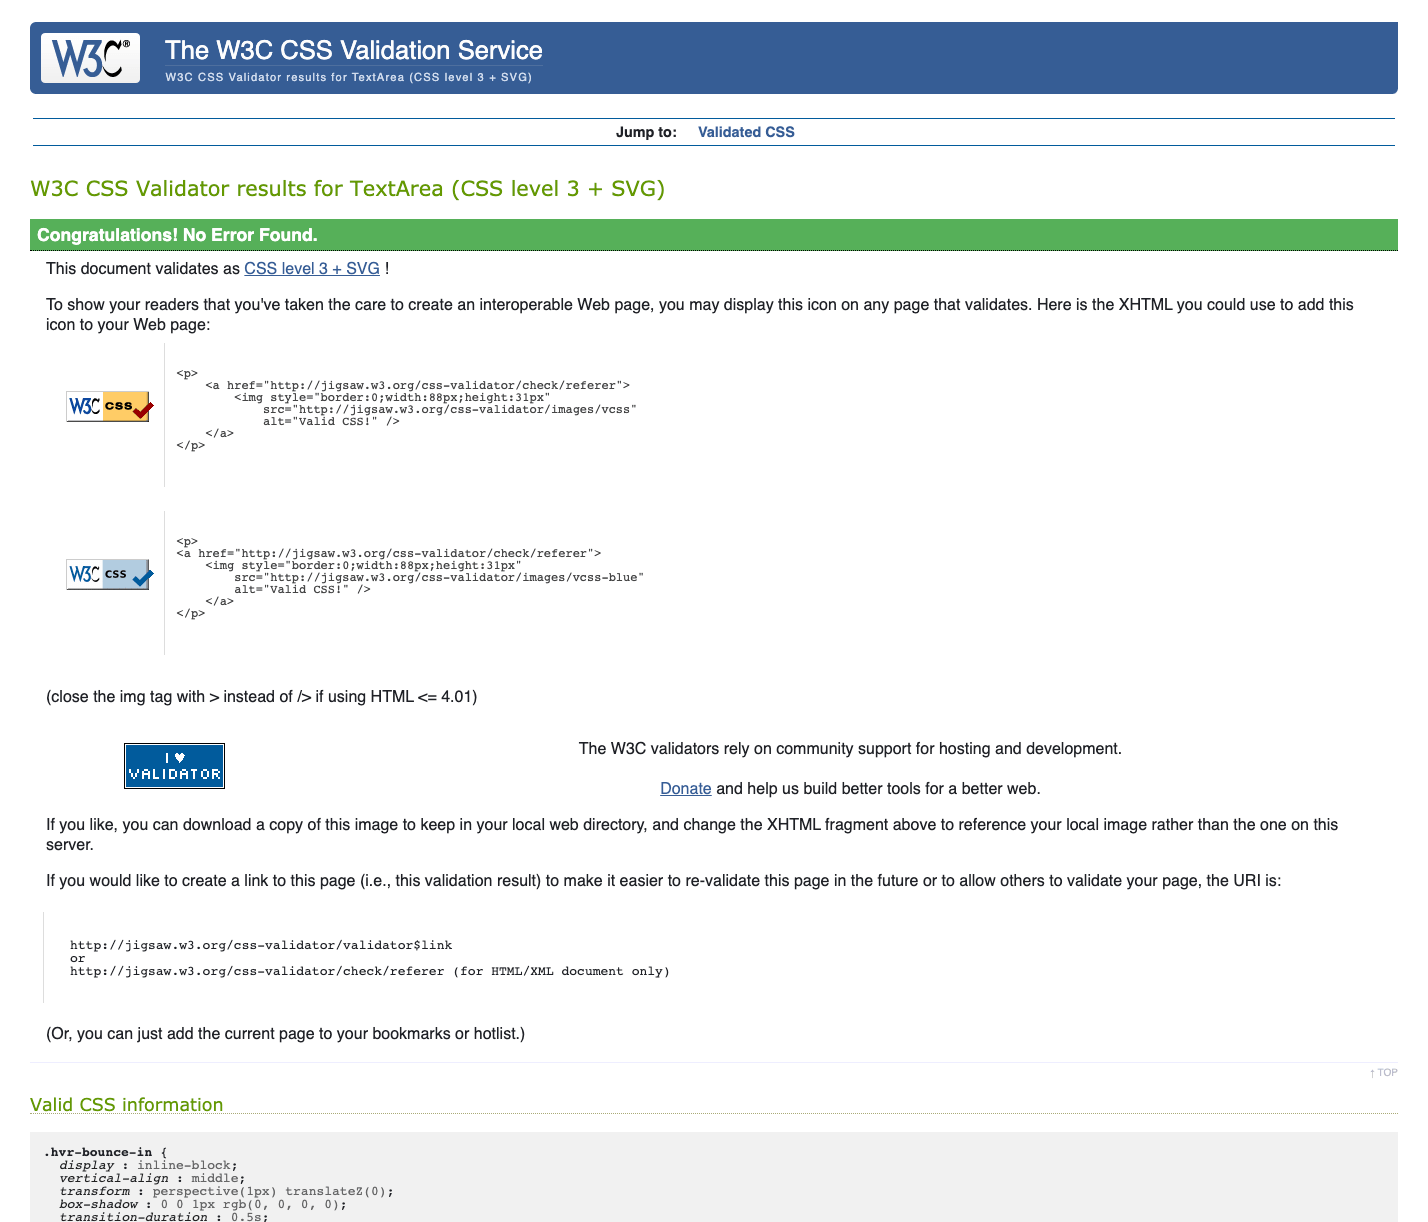 W3C®
The W3C CSS Validation Service
W3C CSS Validator results for TextArea (CSS level 3 + SVG)
Jump to: Validated CSS
W3C CSS Validator results for TextArea (CSS level 3 + SVG)
Congratulations! No Error Found.
This document validates as CSS level 3 + SVG !
To show your readers that you've taken the care to create an interoperable Web page, you may display this icon on any page that validates. Here is the XHTML you could use to add this
icon to your Web page:
W3C css
<p>
    <a href="http://jigsaw.w3.org/css-validator/check/referer">
        <img style="border:0;width:88px;height:31px"
            src="http://jigsaw.w3.org/css-validator/images/vcss"
            alt="Valid CSS!" />
    </a>
</p>
W3C css
<p>
<a href="http://jigsaw.w3.org/css-validator/check/referer">
    <img style="border:0;width:88px;height:31px"
        src="http://jigsaw.w3.org/css-validator/images/vcss-blue"
        alt="Valid CSS!" />
    </a>
</p>
(close the img tag with > instead of /> if using HTML <= 4.01)
I ♥
VALIDATOR
The W3C validators rely on community support for hosting and development.
Donate and help us build better tools for a better web.
If you like, you can download a copy of this image to keep in your local web directory, and change the XHTML fragment above to reference your local image rather than the one on this
server.
If you would like to create a link to this page (i.e., this validation result) to make it easier to re-validate this page in the future or to allow others to validate your page, the URI is:
http://jigsaw.w3.org/css-validator/validator$link
or
http://jigsaw.w3.org/css-validator/check/referer (for HTML/XML document only)
(Or, you can just add the current page to your bookmarks or hotlist.)
↑ TOP
Valid CSS information
.hvr-bounce-in {
  display : inline-block;
  vertical-align : middle;
  transform : perspective(1px) translateZ(0);
  box-shadow : 0 0 1px rgb(0, 0, 0, 0);
  transition-duration : 0.5s;